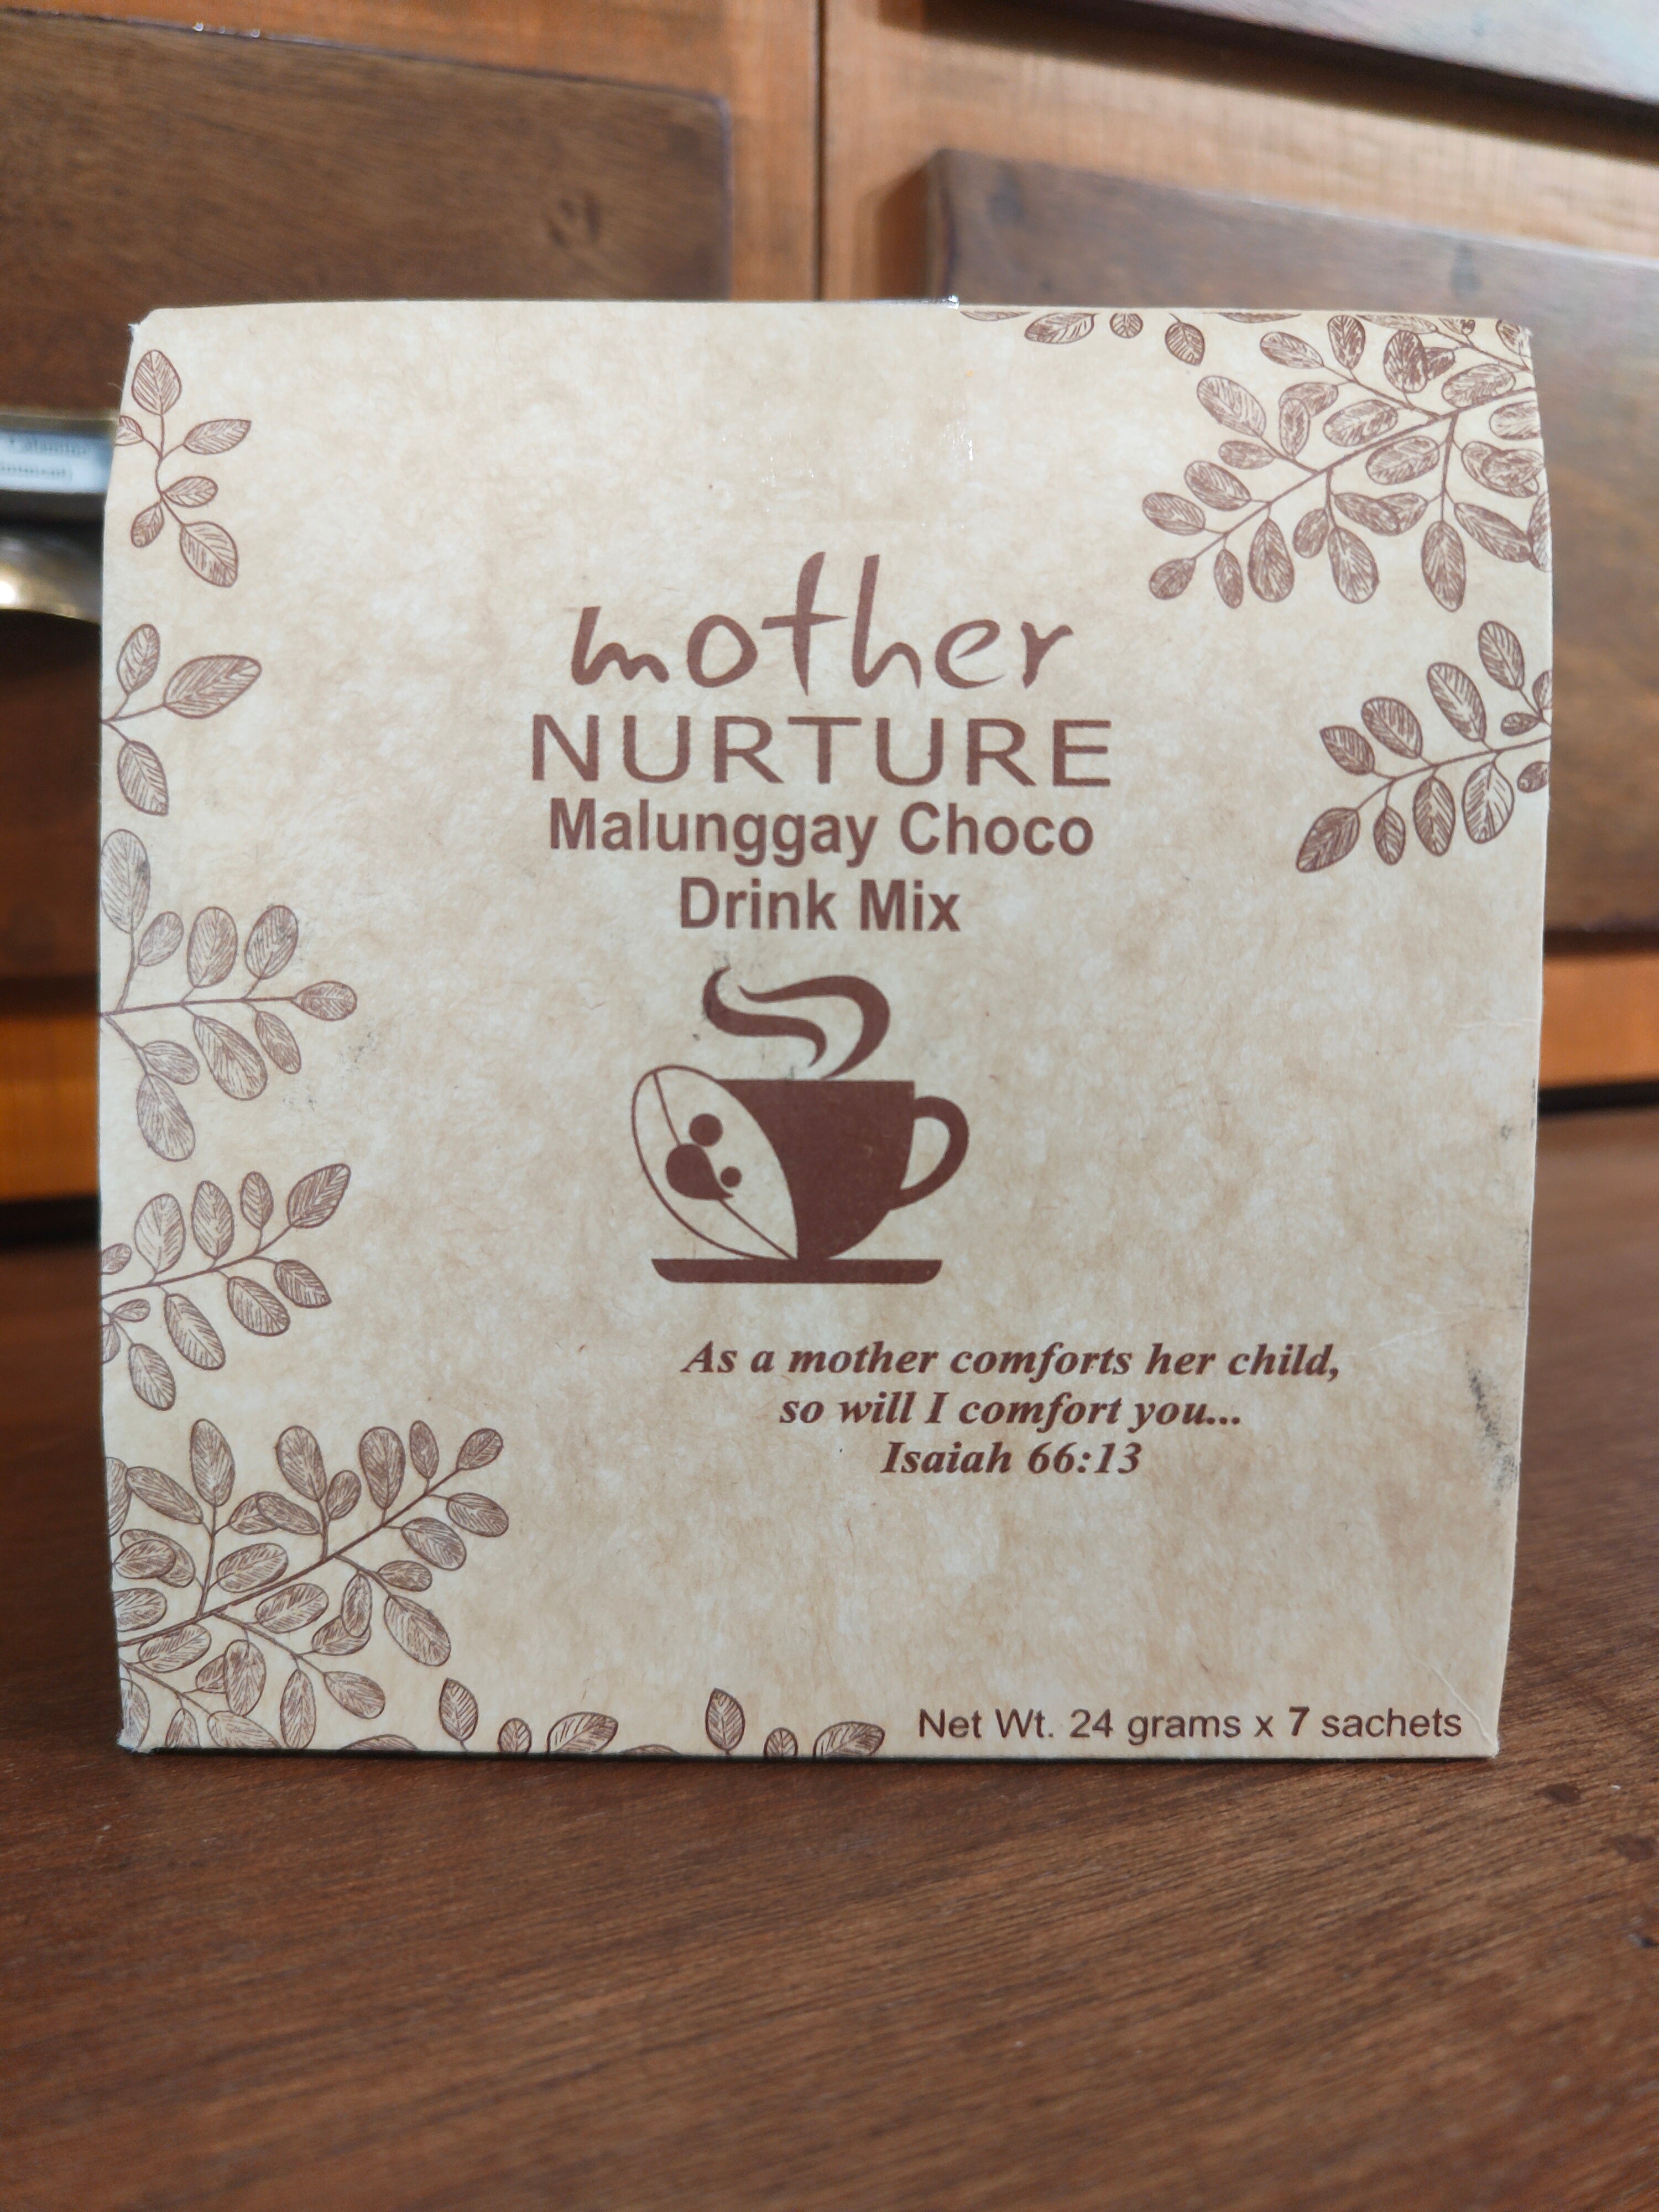 mother
NURTURE
Malunggay Choco
Drink Mix
As a mother comforts her child,
so will I comfort you...
Isaiah 66:13
Net Wt. 24 grams x 7 sachets
Calamine